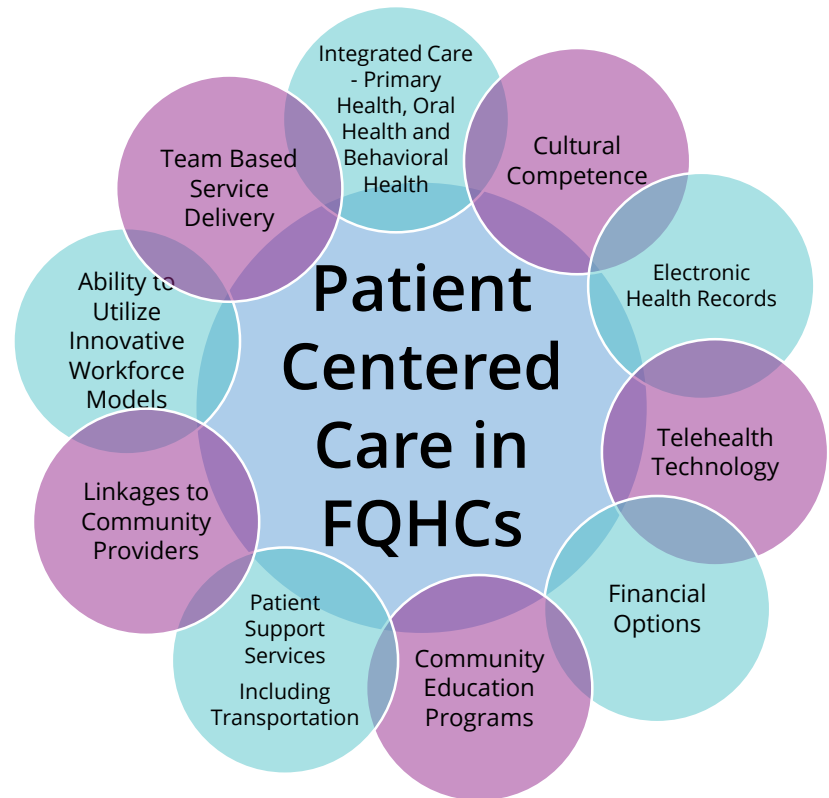 Integrated Care
- Primary
Health, Oral
Health and
Behavioral
Health
Cultural
Competence
Electronic
Health Records
Telehealth
Technology
Financial
Options
Community
Education
Programs
Patient
Support
Services
Including
Transportation
Linkages to
Community
Providers
Ability to
Utilize
Innovative
Workforce
Models
Team Based
Service
Delivery
Patient
Centered
Care in
FQHCs